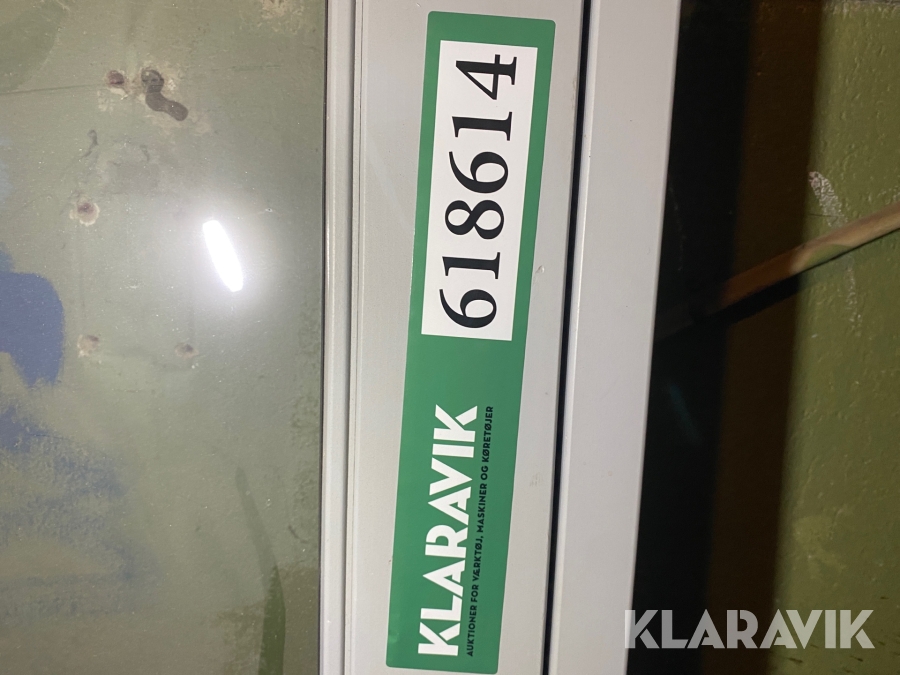 KLARAVIK
AUKTIONER FOR VÆRKTØJ, MASKINER OG KØRETØJER
618614
KLARAVIK